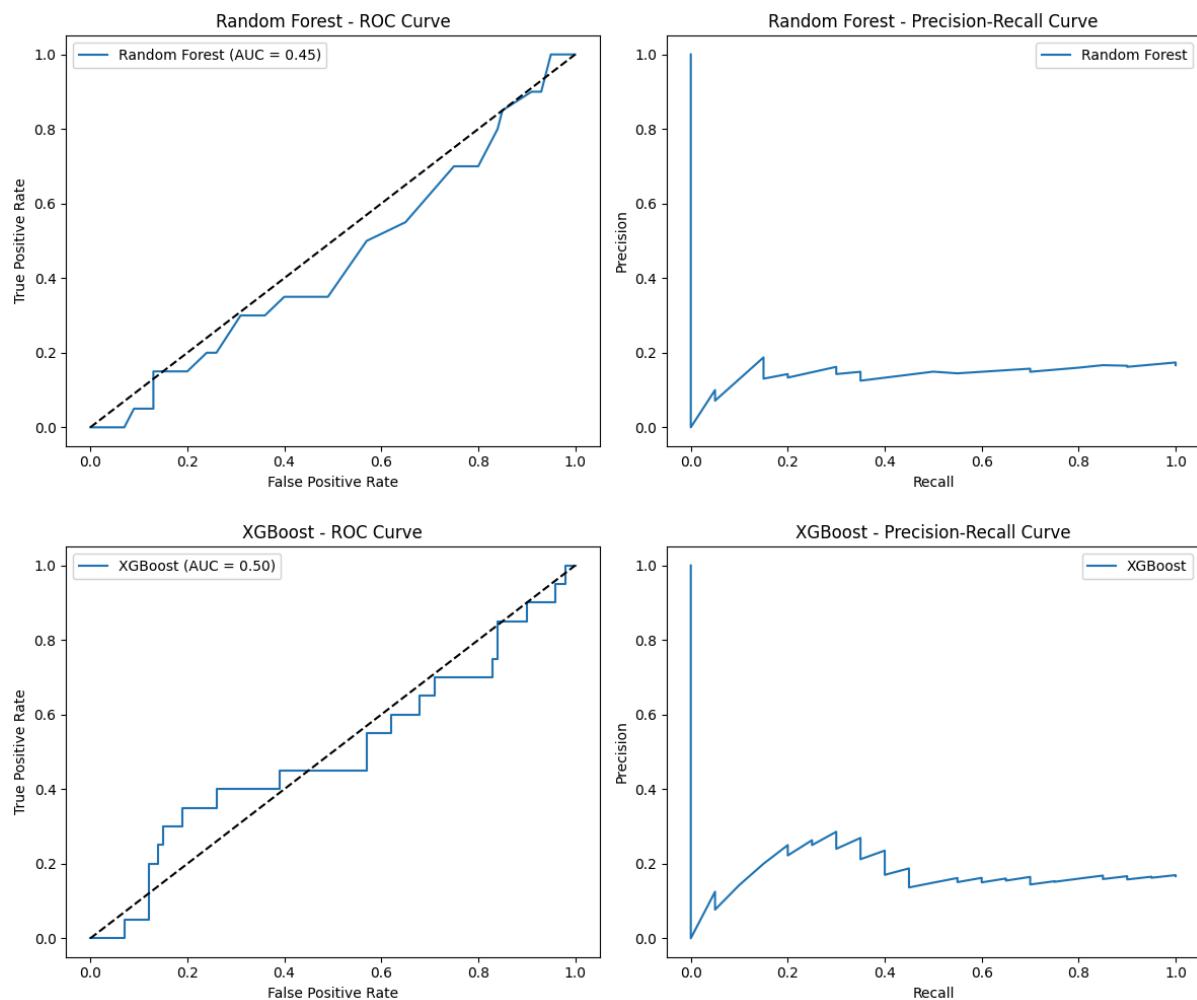 Random Forest - ROC Curve
Random Forest (AUC = 0.45)
1.0
0.8
0.6
0.4
0.2
0.0
True Positive Rate
0.0 0.2 0.4 0.6 0.8 1.0
False Positive Rate
Random Forest - Precision-Recall Curve
Random Forest
1.0
0.8
0.6
0.4
0.2
0.0
Precision
0.0 0.2 0.4 0.6 0.8 1.0
Recall
XGBoost - ROC Curve
XGBoost (AUC = 0.50)
1.0
0.8
0.6
0.4
0.2
0.0
True Positive Rate
0.0 0.2 0.4 0.6 0.8 1.0
False Positive Rate
XGBoost - Precision-Recall Curve
XGBoost
1.0
0.8
0.6
0.4
0.2
0.0
Precision
0.0 0.2 0.4 0.6 0.8 1.0
Recall